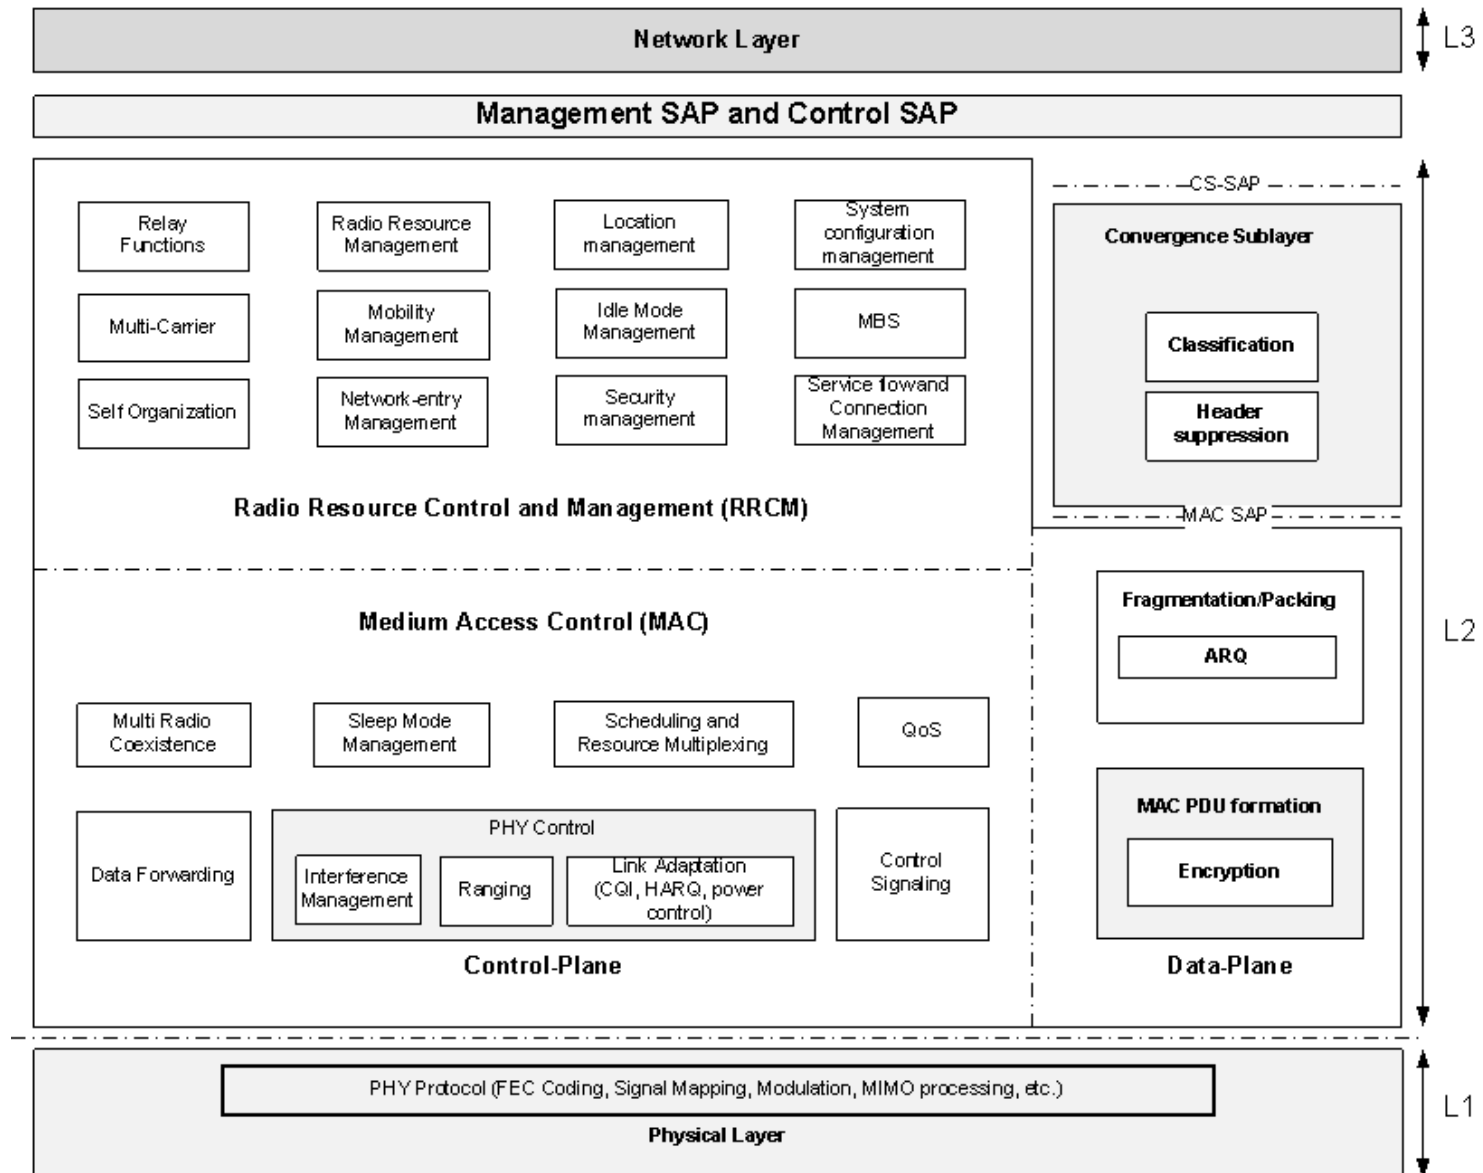 Network Layer
L3
Management SAP and Control SAP
CS-SAP
Relay
Functions
Radio Resource
Management
Location
management
System
configuration
management
Convergence Sublayer
Multi-Carrier
Mobility
Management
Idle Mode
Management
MBS
Classification
Self Organization
Network-entry
Management
Security
management
Service flowand
Connection
Management
Header
suppression
Radio Resource Control and Management (RRCM)
MAC SAP
Medium Access Control (MAC)
Fragmentation/Packing
ARQ
L2
Multi Radio
Coexistence
Sleep Mode
Management
Scheduling and
Resource Multiplexing
QoS
Data Forwarding
PHY Control
Interference
Management
Ranging
Link Adaptation
(CQI, HARQ, power
control)
Control
Signaling
MAC PDU formation
Encryption
Control-Plane
Data-Plane
PHY Protocol (FEC Coding, Signal Mapping, Modulation, MIMO processing, etc.)
Physical Layer
L1